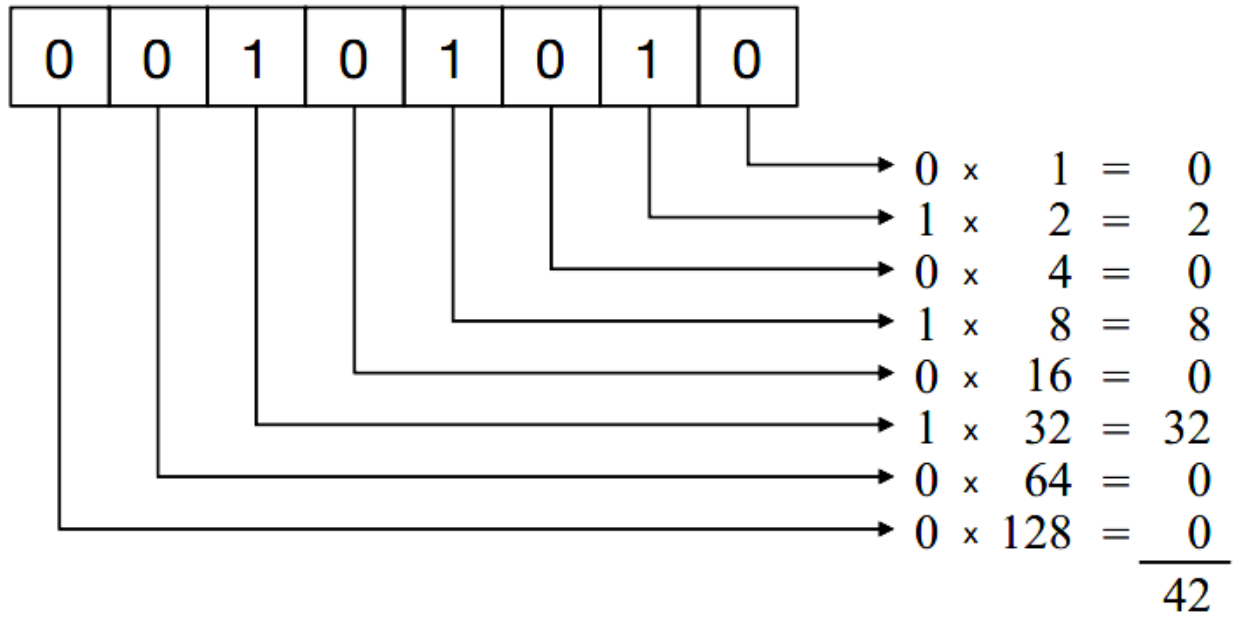 0 0 1 0 1 0 1 0
0 x 1 = 0
1 x 2 = 2
0 x 4 = 0
1 x 8 = 8
0 x 16 = 0
1 x 32 = 32
0 x 64 = 0
0 x 128 = 0
42